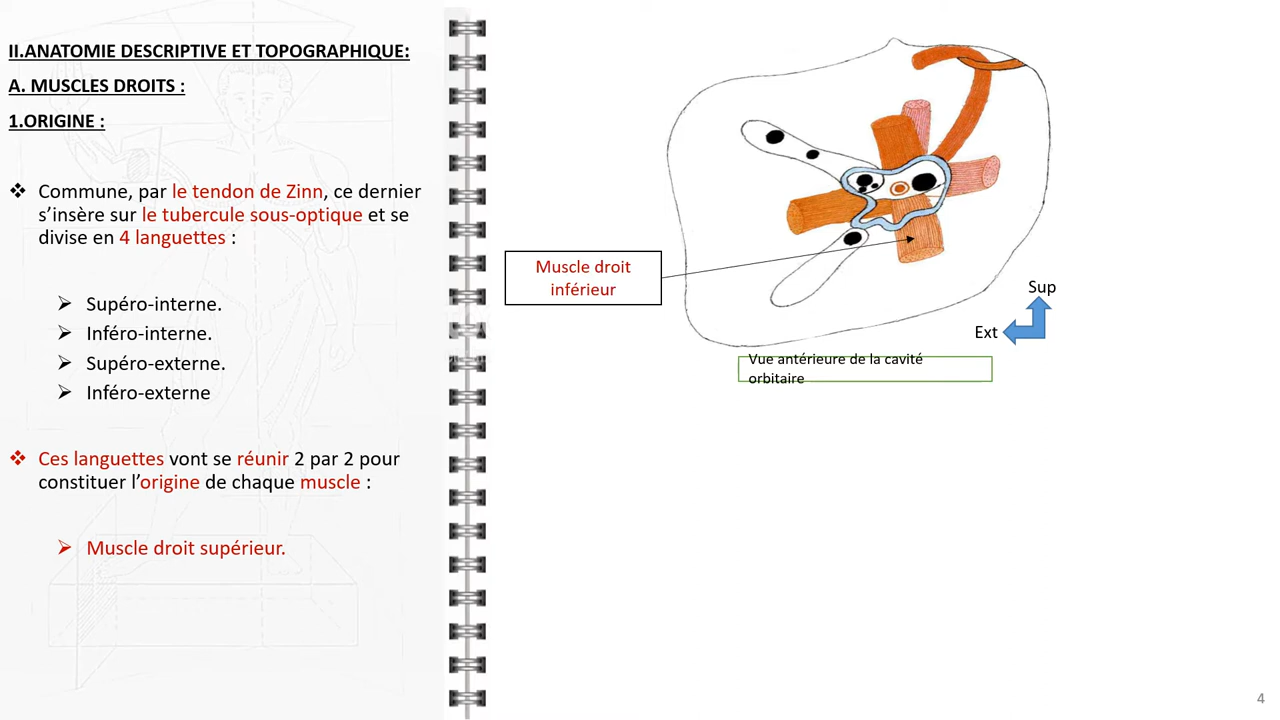 II.ANATOMIE DESCRIPTIVE ET TOPOGRAPHIQUE:
A. MUSCLES DROITS :
1.ORIGINE :
❖ Commune, par le tendon de Zinn, ce dernier
s’insère sur le tubercule sous-optique et se
divise en 4 languettes :
➢ Supéro-interne.
➢ Inféro-interne.
➢ Supéro-externe.
➢ Inféro-externe
❖ Ces languettes vont se réunir 2 par 2 pour
constituer l’origine de chaque muscle :
➢ Muscle droit supérieur.
Muscle droit
inférieur
Sup
Ext
Vue antérieure de la cavité
orbitaire
4